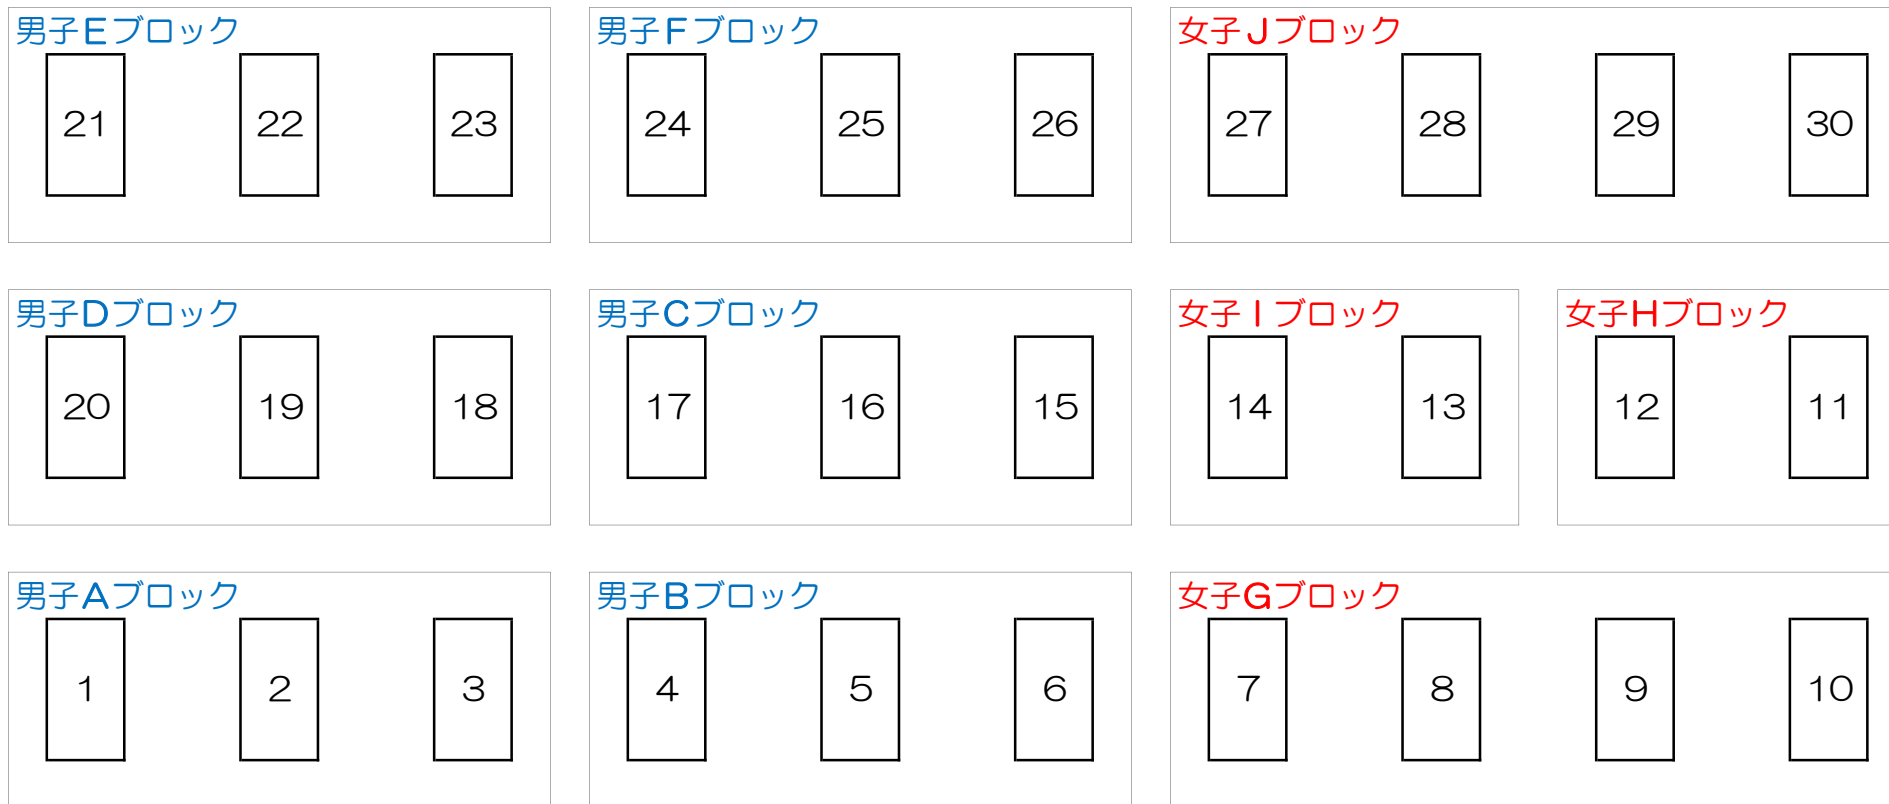 男子Eブロック 男子Fブロック 女子Jブロック
21 22 23 24 25 26 27 28 29 30
男子Dブロック 男子Cブロック 女子Iブロック 女子Hブロック
20 19 18 17 16 15 14 13 12 11
男子Aブロック 男子Bブロック 女子Gブロック
1 2 3 4 5 6 7 8 9 10